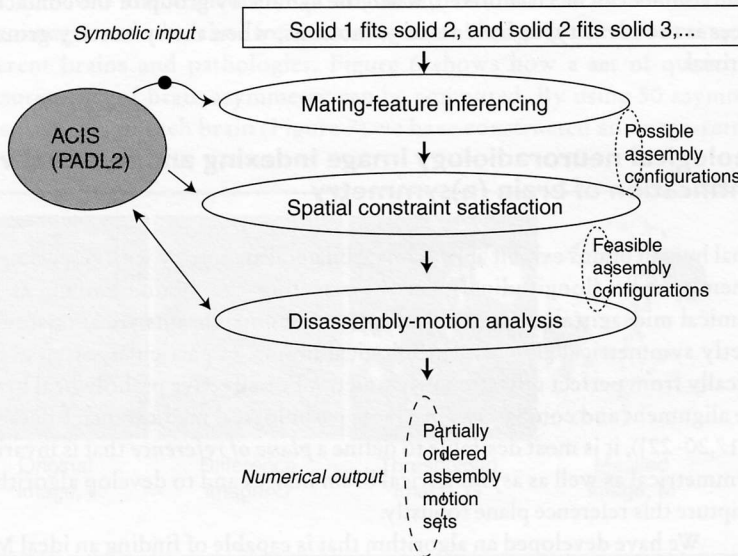 Symbolic input
Solid 1 fits solid 2, and solid 2 fits solid 3,...
Mating-feature inferencing
ACIS
(PADL2)
Possible
assembly
configurations
Spatial constraint satisfaction
Feasible
assembly
configurations
Disassembly-motion analysis
Partially
ordered
assembly
motion
sets
Numerical output